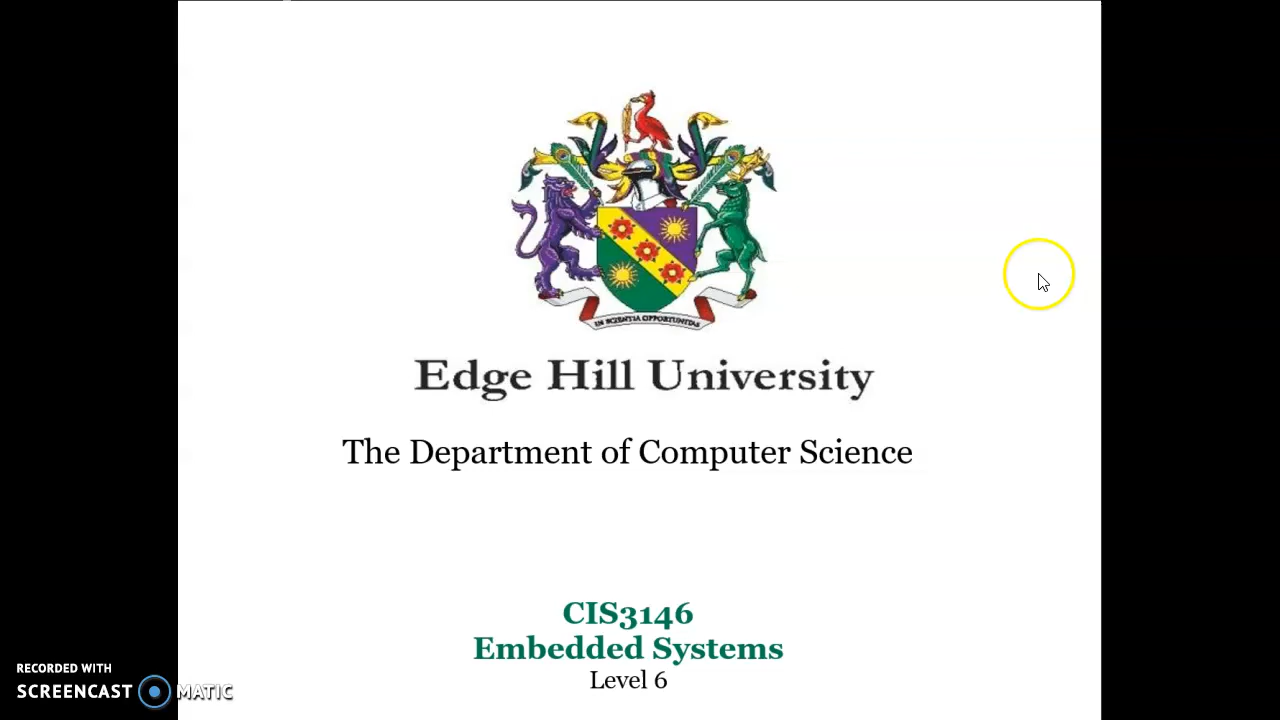 IN SCIENTIA OPPORTUNITAS
Edge Hill University
The Department of Computer Science
CIS3146
Embedded Systems
Level 6
RECORDED WITH
SCREENCAST MATIC